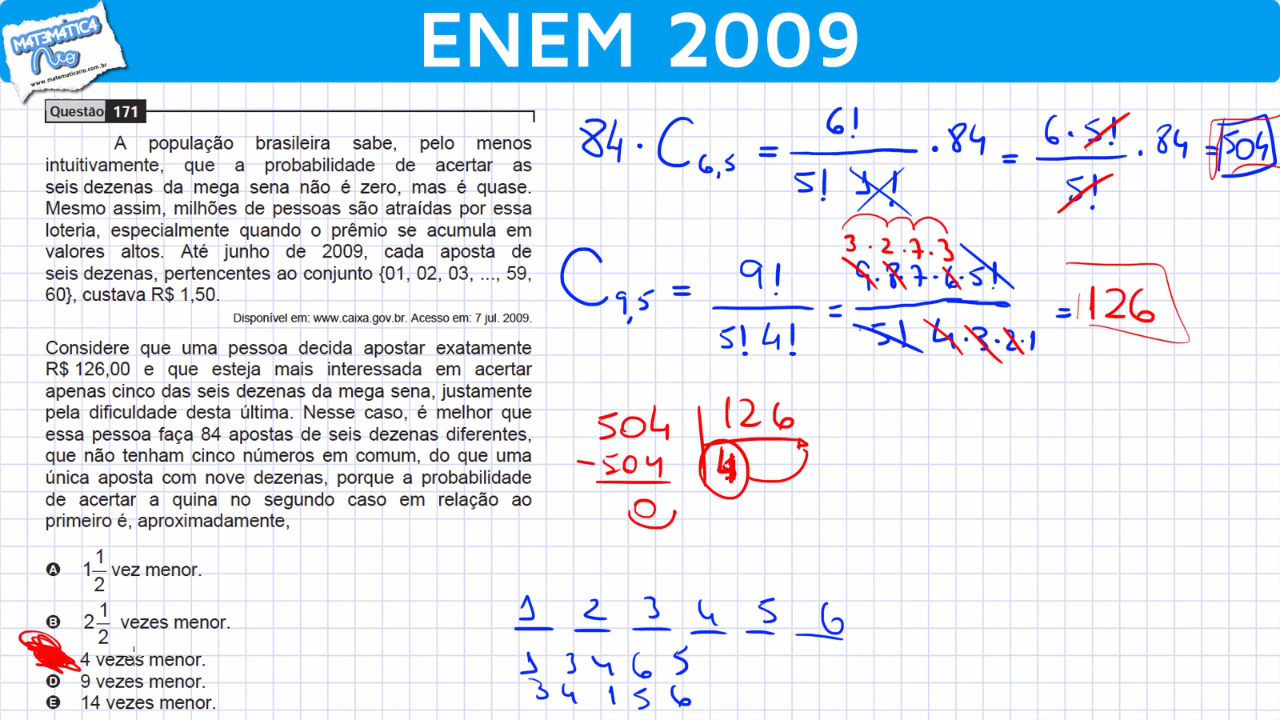 MATEMÁTICA
Rio
www.matematicario.com.br
ENEM 2009
Questão 171
A população brasileira sabe, pelo menos
intuitivamente, que a probabilidade de acertar as
seis dezenas da mega sena não é zero, mas é quase.
Mesmo assim, milhões de pessoas são atraídas por essa
loteria, especialmente quando o prêmio se acumula em
valores altos. Até junho de 2009, cada aposta de
seis dezenas, pertencentes ao conjunto {01, 02, 03, ..., 59,
60}, custava R$ 1,50.
Disponível em: www.caixa.gov.br. Acesso em: 7 jul. 2009.
Considere que uma pessoa decida apostar exatamente
R$ 126,00 e que esteja mais interessada em acertar
apenas cinco das seis dezenas da mega sena, justamente
pela dificuldade desta última. Nesse caso, é melhor que
essa pessoa faça 84 apostas de seis dezenas diferentes,
que não tenham cinco números em comum, do que uma
única aposta com nove dezenas, porque a probabilidade
de acertar a quina no segundo caso em relação ao
primeiro é, aproximadamente,
A 1 1/2 vez menor.
B 2 1/2 vezes menor.
4 vezes menor.
D 9 vezes menor.
E 14 vezes menor.
84 · C6,5 = 6!/(5! 1!) · 84 = (6 · 5!)/5! · 84 = 504
3 · 2 · 7 · 3
C9,5 = 9!/(5! 4!) = (9 · 8 · 7 · 6 · 5!)/(5! 4 · 3 · 2 · 1) = 126
504 126
-504 4
0
1 2 3 4 5 6
1 3 4 6 5
3 4 1 5 6